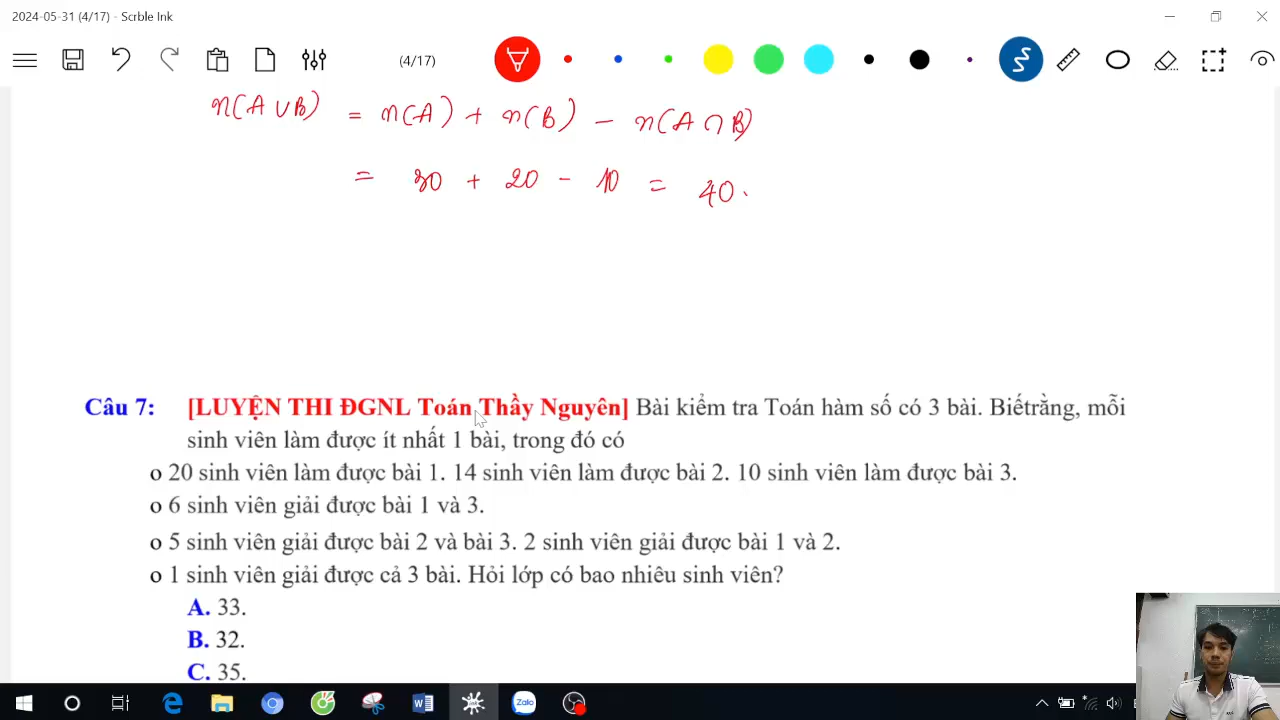 2024-05-31 (4/17) - Scrble Ink
(4/17)
n(A ∪ B) = n(A) + n(B) - n(A ∩ B)
= 30 + 20 - 10 = 40.
Câu 7: [LUYỆN THI ĐGNL Toán Thầy Nguyên] Bài kiểm tra Toán hàm số có 3 bài. Biếtrằng, mỗi
sinh viên làm được ít nhất 1 bài, trong đó có
o 20 sinh viên làm được bài 1. 14 sinh viên làm được bài 2. 10 sinh viên làm được bài 3.
o 6 sinh viên giải được bài 1 và 3.
o 5 sinh viên giải được bài 2 và bài 3. 2 sinh viên giải được bài 1 và 2.
o 1 sinh viên giải được cả 3 bài. Hỏi lớp có bao nhiêu sinh viên?
A. 33.
B. 32.
C. 35.
Zalo